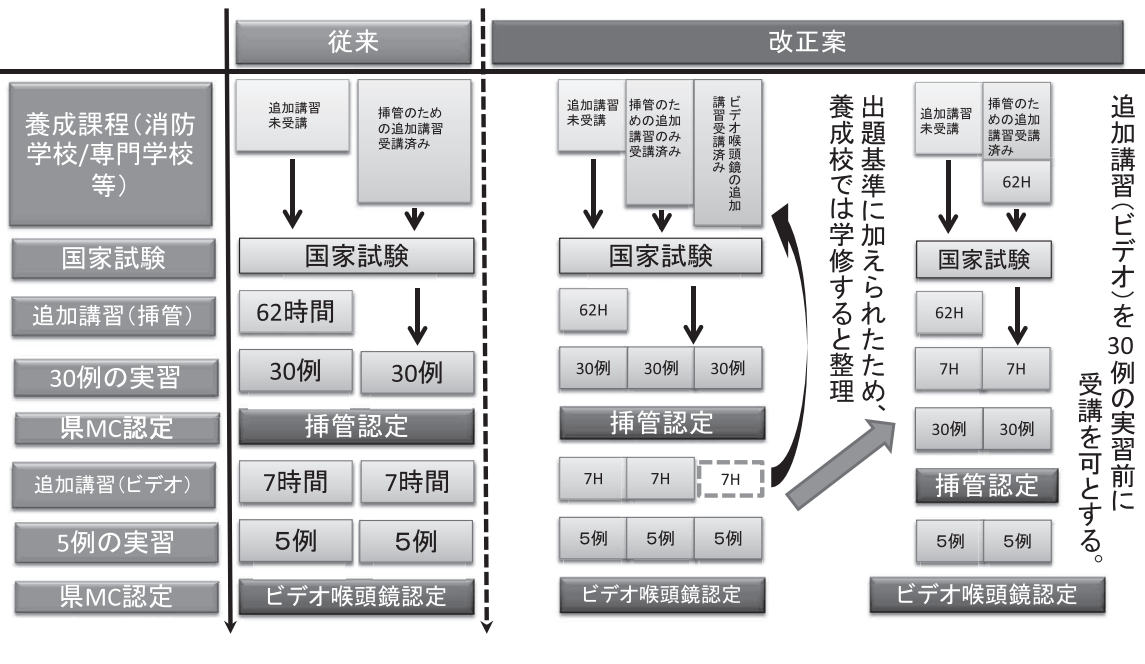 従来
改正案
養成課程（消防
学校/専門学校
等）
国家試験
追加講習（挿管）
30例の実習
県MC認定
追加講習（ビデオ）
5例の実習
県MC認定
追加講習
未受講
挿管のため
の追加講習
受講済み
国家試験
62時間
30例
30例
挿管認定
7時間
7時間
５例
５例
ビデオ喉頭鏡認定
追加講習
未受講
挿管のた
めの追加
講習のみ
受講済み
ビデオ喉頭鏡の追加
講習受講済み
国家試験
62H
30例
30例
30例
挿管認定
7H
7H
7H
５例
５例
５例
ビデオ喉頭鏡認定
出題基準に加えられたため、
養成校では学修すると整理
追加講習
未受講
挿管のた
めの追加
講習受講
済み
62H
国家試験
62H
7H
7H
30例
30例
挿管認定
５例
５例
ビデオ喉頭鏡認定
追加講習（ビデオ）を30例の実習前に
受講を可とする。